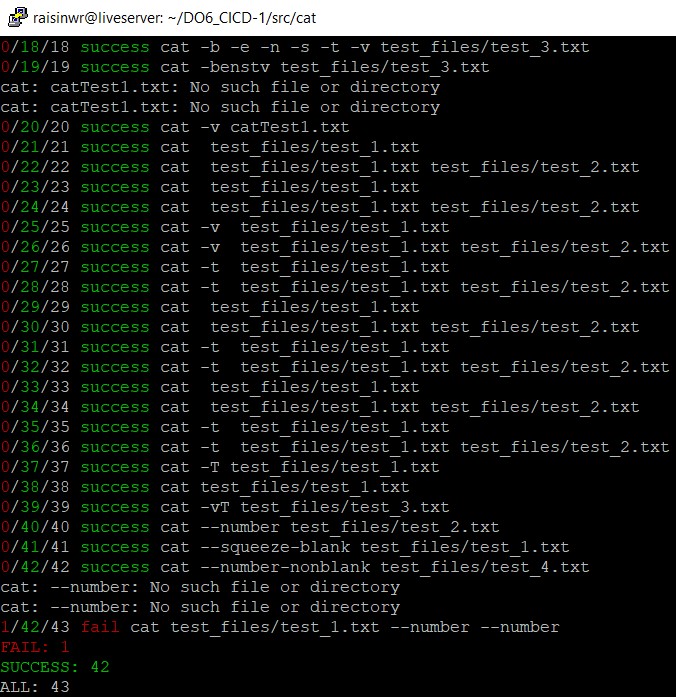 raisinwr@liveserver: ~/DO6_CICD-1/src/cat
0/18/18 success cat -b -e -n -s -t -v test_files/test_3.txt
0/19/19 success cat -benstv test_files/test_3.txt
cat: catTest1.txt: No such file or directory
cat: catTest1.txt: No such file or directory
0/20/20 success cat -v catTest1.txt
0/21/21 success cat  test_files/test_1.txt
0/22/22 success cat  test_files/test_1.txt test_files/test_2.txt
0/23/23 success cat  test_files/test_1.txt
0/24/24 success cat  test_files/test_1.txt test_files/test_2.txt
0/25/25 success cat -v  test_files/test_1.txt
0/26/26 success cat -v  test_files/test_1.txt test_files/test_2.txt
0/27/27 success cat -t  test_files/test_1.txt
0/28/28 success cat -t  test_files/test_1.txt test_files/test_2.txt
0/29/29 success cat  test_files/test_1.txt
0/30/30 success cat  test_files/test_1.txt test_files/test_2.txt
0/31/31 success cat -t  test_files/test_1.txt
0/32/32 success cat -t  test_files/test_1.txt test_files/test_2.txt
0/33/33 success cat  test_files/test_1.txt
0/34/34 success cat  test_files/test_1.txt test_files/test_2.txt
0/35/35 success cat -t  test_files/test_1.txt
0/36/36 success cat -t  test_files/test_1.txt test_files/test_2.txt
0/37/37 success cat -T test_files/test_1.txt
0/38/38 success cat test_files/test_1.txt
0/39/39 success cat -vT test_files/test_3.txt
0/40/40 success cat --number test_files/test_2.txt
0/41/41 success cat --squeeze-blank test_files/test_1.txt
0/42/42 success cat --number-nonblank test_files/test_4.txt
cat: --number: No such file or directory
cat: --number: No such file or directory
1/42/43 fail cat test_files/test_1.txt --number --number
FAIL: 1
SUCCESS: 42
ALL: 43